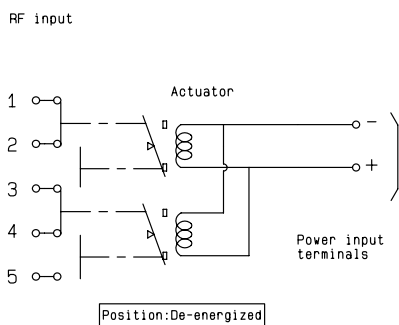 RF input
Actuator
1
2
3
4
5
−
+
Power input
terminals
Position:De-energized